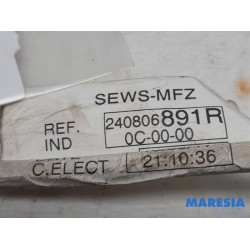 SEWS-MFZ
REF. 240806891R
IND 0C-00-00
C.ELECT 21:10:36
MARESIA